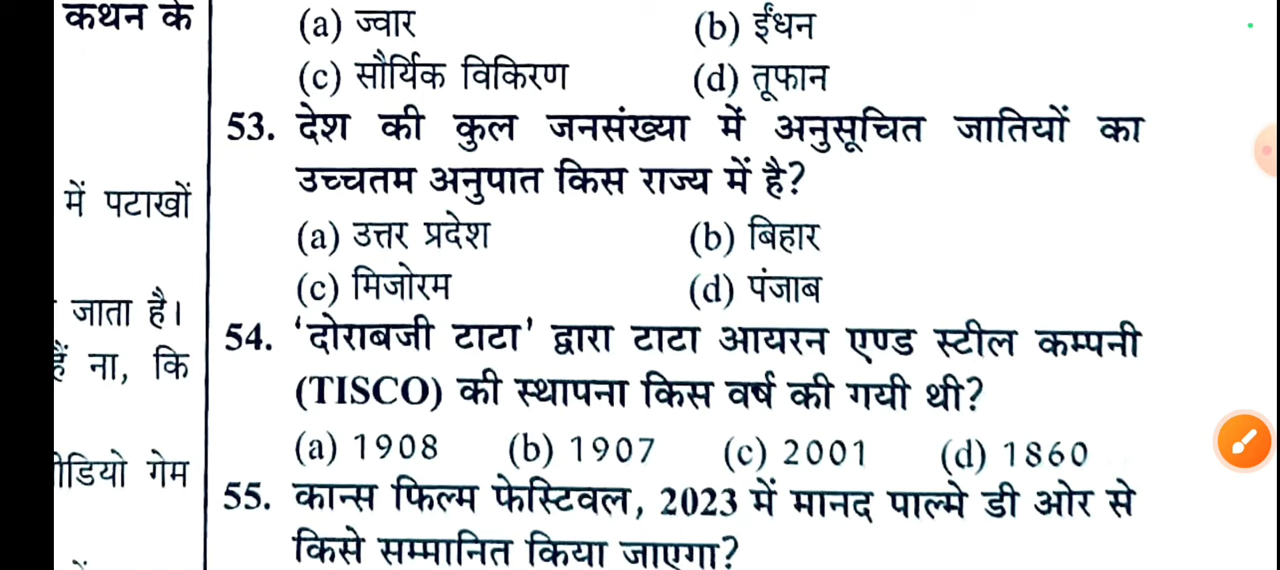 कथन के
में पटाखों
जाता है।
हैं ना, कि
गेम
(a) ज्वार (b) ईंधन
(c) सौर्यिक विकिरण (d) तूफान
53. देश की कुल जनसंख्या में अनुसूचित जातियों का
उच्चतम अनुपात किस राज्य में है?
(a) उत्तर प्रदेश (b) बिहार
(c) मिजोरम (d) पंजाब
54. ‘दोराबजी टाटा’ द्वारा टाटा आयरन एण्ड स्टील कम्पनी
(TISCO) की स्थापना किस वर्ष की गयी थी?
(a) 1908 (b) 1907 (c) 2001 (d) 1860
55. कान्स फिल्म फेस्टिवल, 2023 में मानद पाल्मे डी ओर से
किसे सम्मानित किया जाएगा?